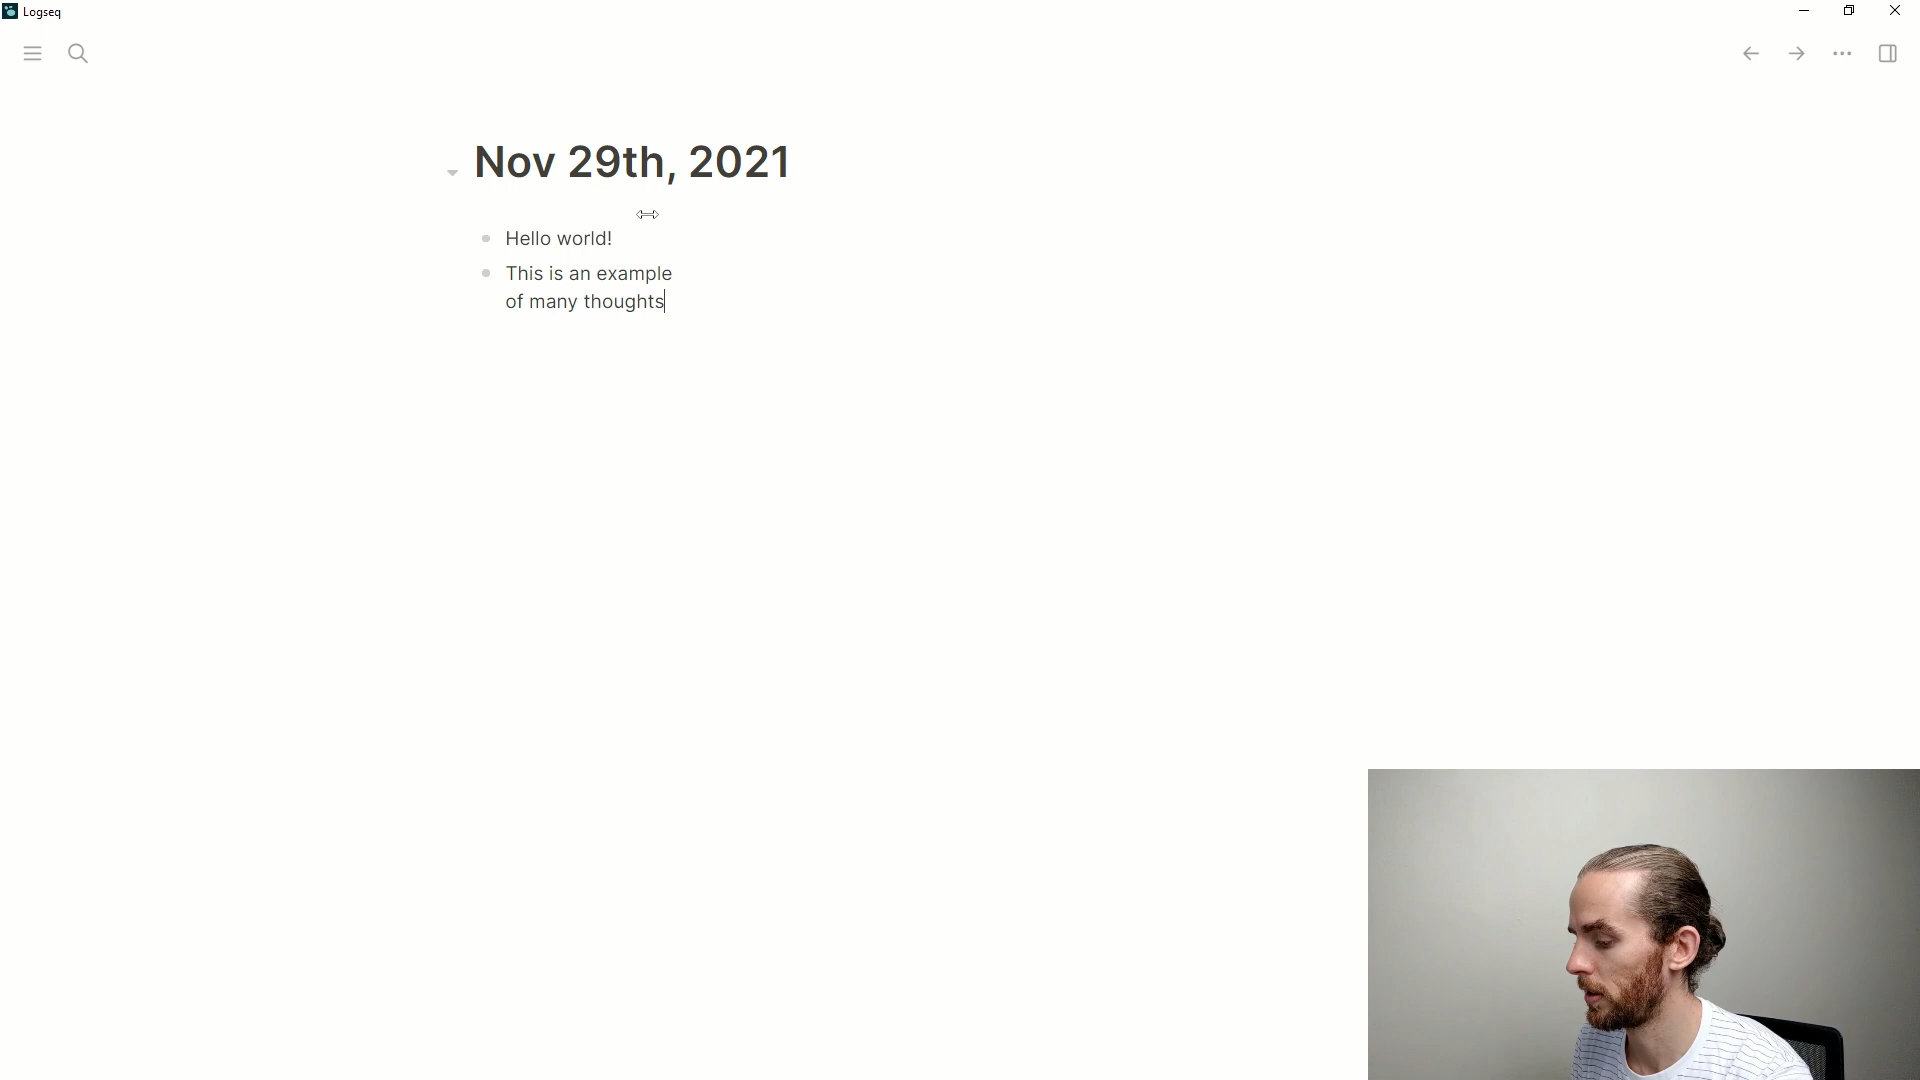 Logseq
Nov 29th, 2021
Hello world!
This is an example
of many thoughts